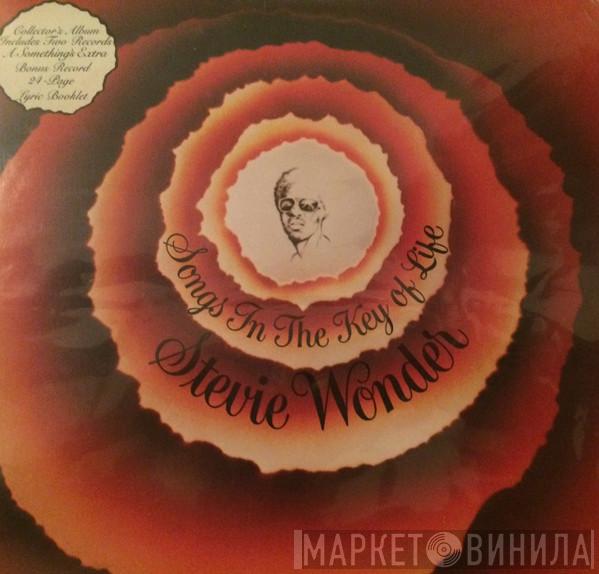 Collector's Album
Includes Two Records
A Something's Extra
Bonus Record
24-Page
Lyric Booklet
Songs In The Key of Life
Stevie Wonder
МАРКЕТ ВИНИЛА